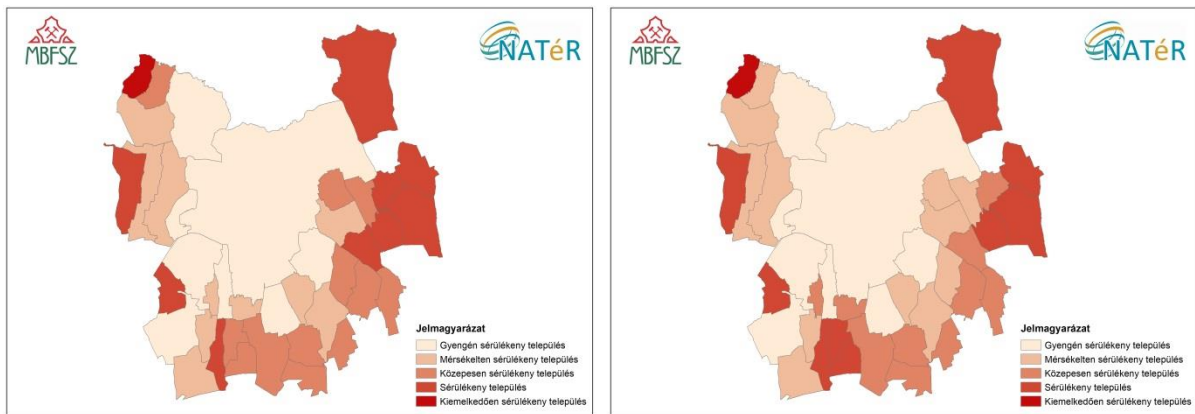 MBFSZ
NATéR
Jelmagyarázat
Gyengén sérülékeny település
Mérsékelten sérülékeny település
Közepesen sérülékeny település
Sérülékeny település
Kiemelkedően sérülékeny település
MBFSZ
NATéR
Jelmagyarázat
Gyengén sérülékeny település
Mérsékelten sérülékeny település
Közepesen sérülékeny település
Sérülékeny település
Kiemelkedően sérülékeny település